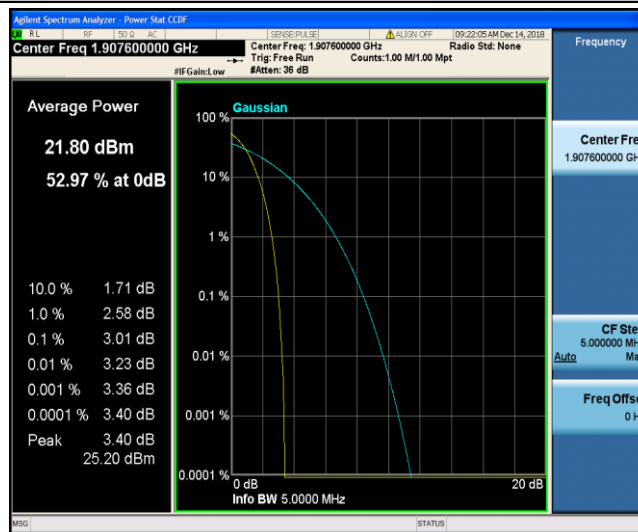 Agilent Spectrum Analyzer - Power Stat CCDF
RL RF 50 Ω AC SENSE:PULSE ALIGN OFF 09:22:05 AM Dec 14, 2018
Center Freq 1.907600000 GHz
Center Freq: 1.907600000 GHz Radio Std: None
Trig: Free Run Counts:1.00 M/1.00 Mpt
#IFGain:Low #Atten: 36 dB
Frequency
Average Power
21.80 dBm
52.97 % at 0dB
10.0 % 1.71 dB
1.0 % 2.58 dB
0.1 % 3.01 dB
0.01 % 3.23 dB
0.001 % 3.36 dB
0.0001 % 3.40 dB
Peak 3.40 dB
25.20 dBm
Gaussian
100 %
10 %
1 %
0.1 %
0.01 %
0.001 %
0.0001 %
0 dB 20 dB
Info BW 5.0000 MHz
Center Fre
1.907600000 GH
CF Ste
5.000000 MH
Auto Ma
Freq Offse
0 H
MSG STATUS